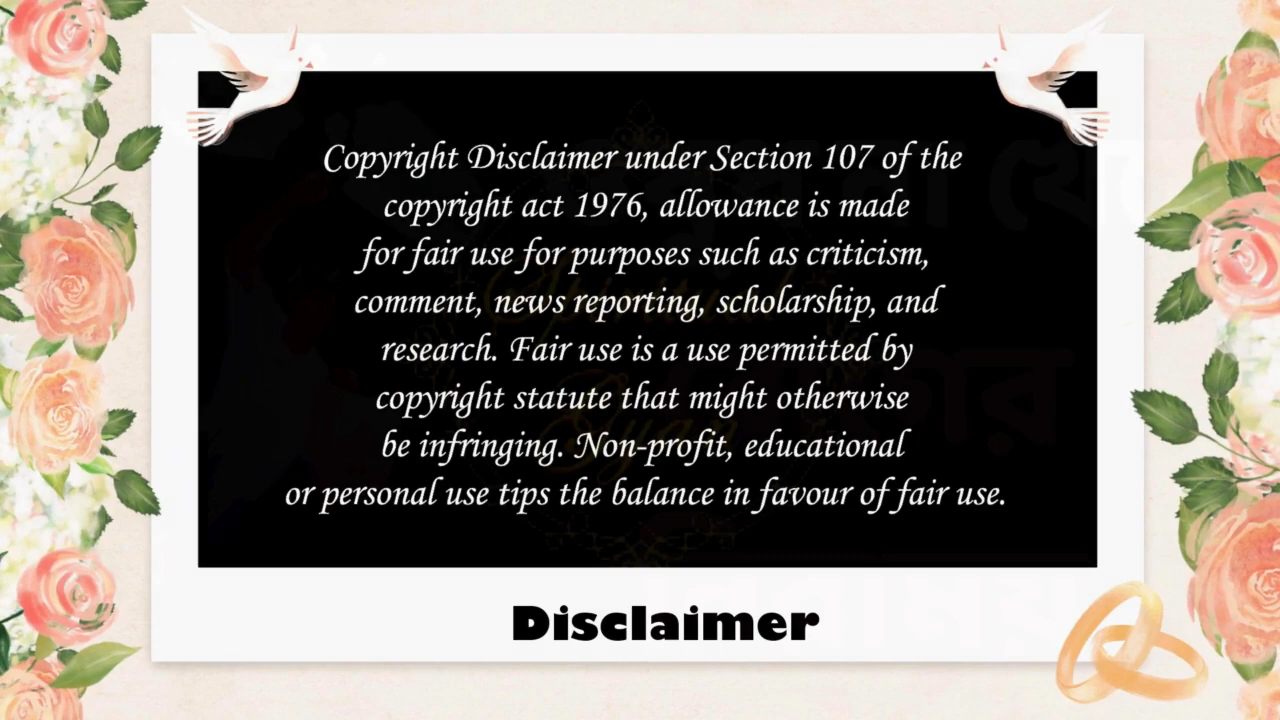 Copyright Disclaimer under Section 107 of the
copyright act 1976, allowance is made
for fair use for purposes such as criticism,
comment, news reporting, scholarship, and
research. Fair use is a use permitted by
copyright statute that might otherwise
be infringing. Non-profit, educational
or personal use tips the balance in favour of fair use.
Disclaimer